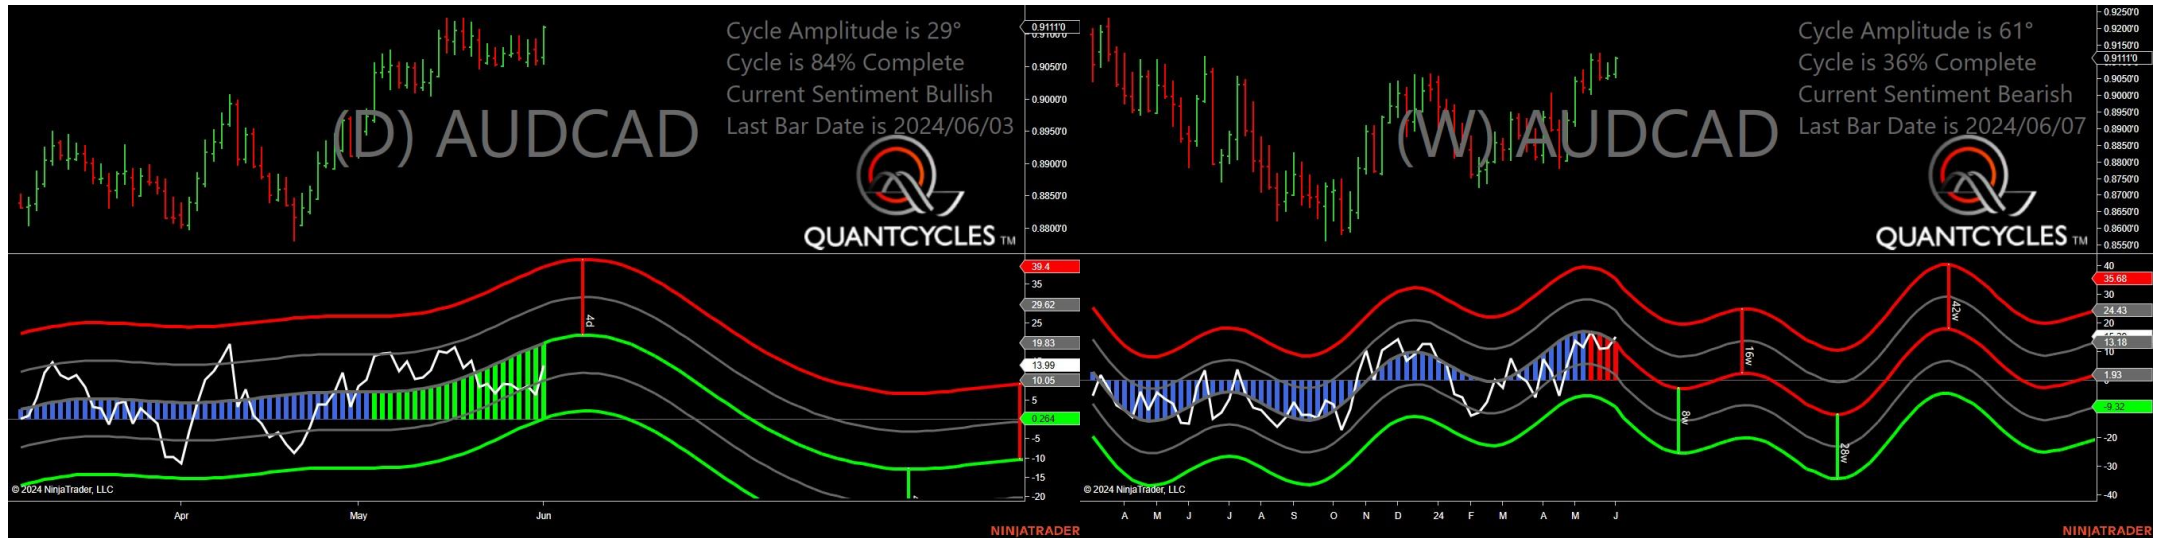 Cycle Amplitude is 29°
Cycle is 84% Complete
Current Sentiment Bullish
Last Bar Date is 2024/06/03
(D) AUDCAD
QUANTCYCLES TM
0.9111'0
0.9100'0
0.9050'0
0.9000'0
0.8950'0
0.8900'0
0.8850'0
0.8800'0
39.4
35
29.62
25
19.83
13.99
10.05
5
0.264
-5
-10
-15
-20
4d
© 2024 NinjaTrader, LLC
Apr
May
Jun
NINJATRADER
Cycle Amplitude is 61°
Cycle is 36% Complete
Current Sentiment Bearish
Last Bar Date is 2024/06/07
(W) AUDCAD
QUANTCYCLES TM
0.9250'0
0.9200'0
0.9150'0
0.9111'0
0.9050'0
0.9000'0
0.8950'0
0.8900'0
0.8850'0
0.8800'0
0.8750'0
0.8700'0
0.8650'0
0.8600'0
0.8550'0
40
35.68
30
24.43
20
13.18
10
1.93
-9.32
-20
-30
-40
8w
16w
28w
42w
© 2024 NinjaTrader, LLC
A M J J A S O N D 24 F M A M J
NINJATRADER